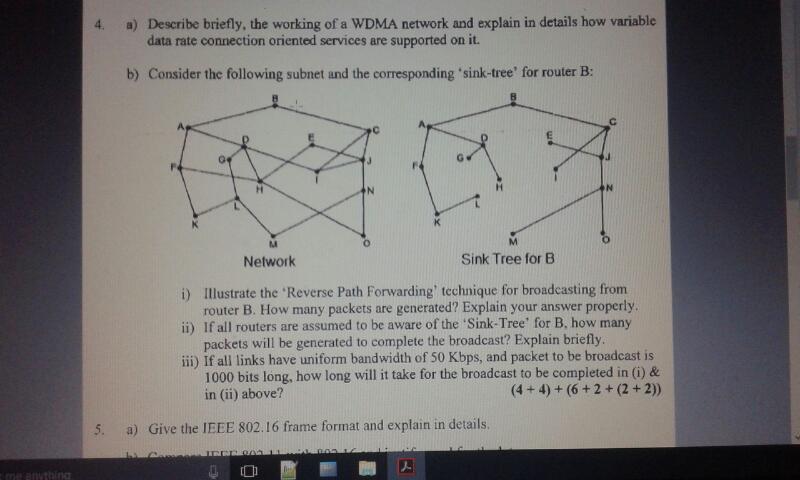 4. a) Describe briefly, the working of a WDMA network and explain in details how variable
data rate connection oriented services are supported on it.
b) Consider the following subnet and the corresponding 'sink-tree' for router B:
B B
A C A C
D E D E
F G J F G J
H I H I
N N
L L
K K
M O M O
Network Sink Tree for B
i) Illustrate the 'Reverse Path Forwarding' technique for broadcasting from
router B. How many packets are generated? Explain your answer properly.
ii) If all routers are assumed to be aware of the 'Sink-Tree' for B, how many
packets will be generated to complete the broadcast? Explain briefly.
iii) If all links have uniform bandwidth of 50 Kbps, and packet to be broadcast is
1000 bits long, how long will it take for the broadcast to be completed in (i) &
in (ii) above? (4 + 4) + (6 + 2 + (2 + 2))
5. a) Give the IEEE 802.16 frame format and explain in details.
me anything